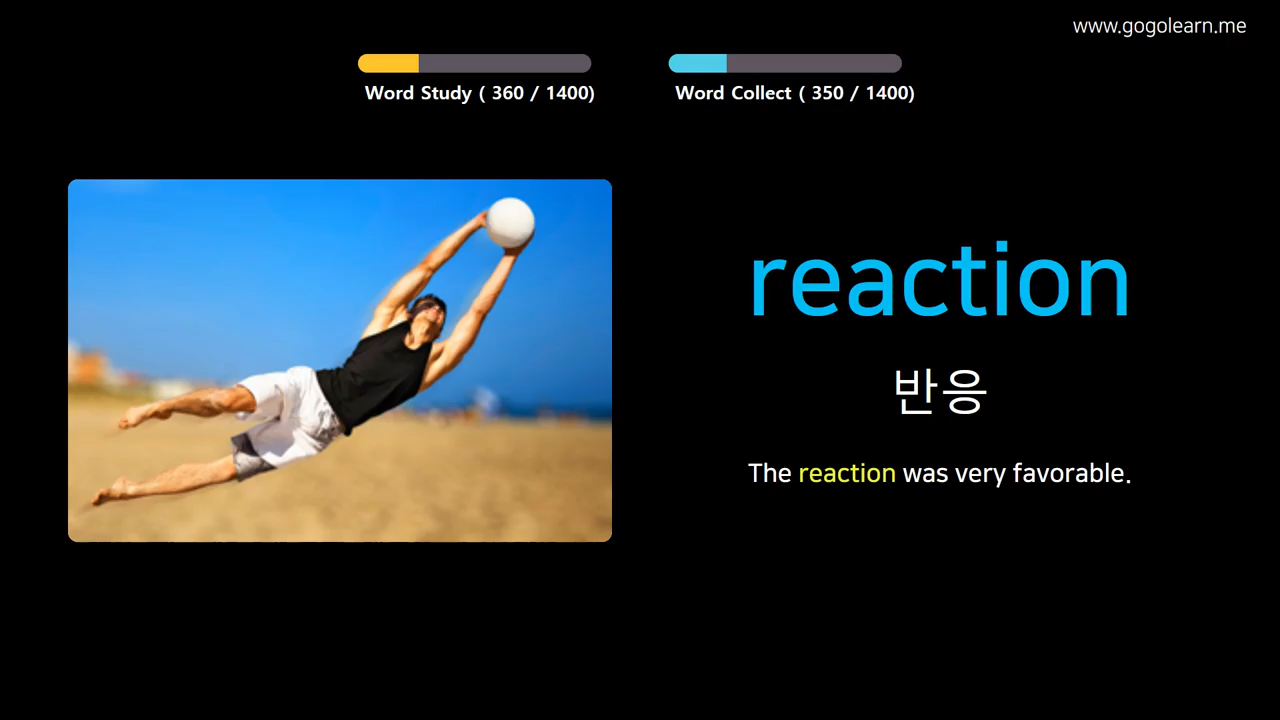 www.gogolearn.me
Word Study ( 360 / 1400)
Word Collect ( 350 / 1400)
reaction
반응
The reaction was very favorable.